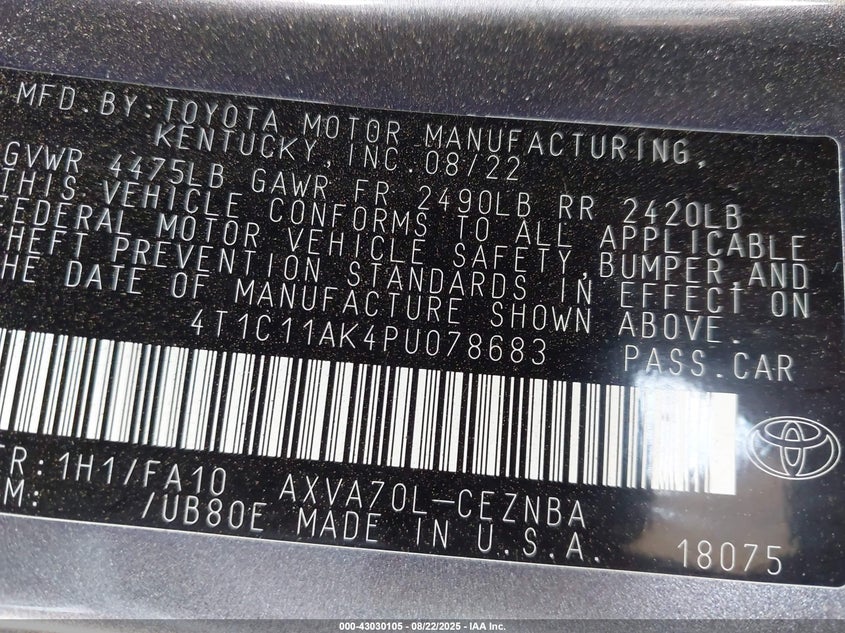 MFD. BY: TOYOTA MOTOR MANUFACTURING,
KENTUCKY, INC. 08/22
GVWR 4475LB GAWR FR 2490LB RR 2420LB
THIS VEHICLE CONFORMS TO ALL APPLICABLE
FEDERAL MOTOR VEHICLE SAFETY, BUMPER, AND
THEFT PREVENTION STANDARDS IN EFFECT ON
THE DATE OF MANUFACTURE SHOWN ABOVE.
4T1C11AK4PU078683 PASS. CAR
R: 1H1/FA10 AXVA70L-CEZNBA
M: /UB80E MADE IN U.S.A. 18075
000-43030105 - 08/22/2025 - IAA Inc.